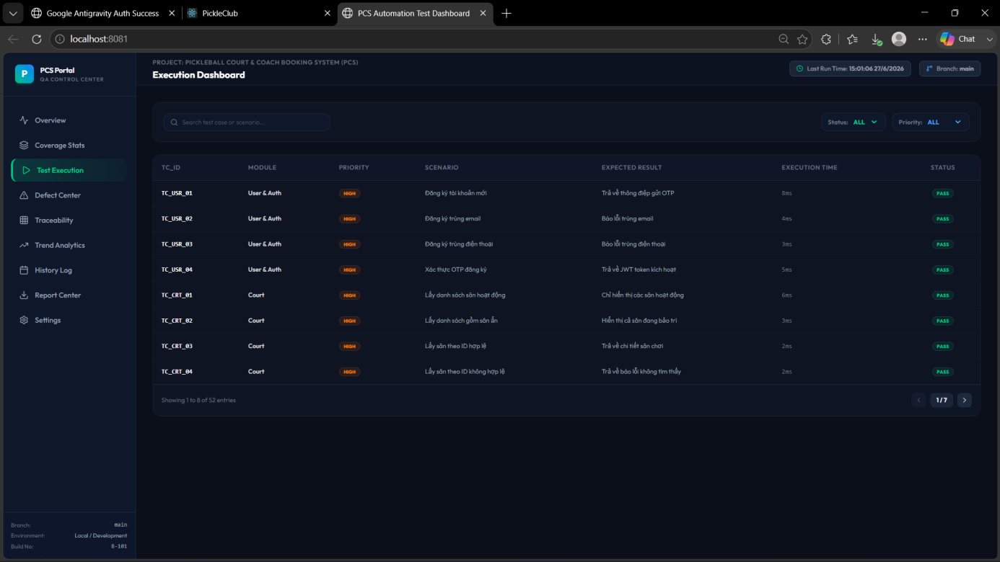 Google Antigravity Auth Success
PickleClub
PCS Automation Test Dashboard
localhost:8081
Chat
P
PCS Portal
QA CONTROL CENTER
PROJECT: PICKLEBALL COURT & COACH BOOKING SYSTEM (PCS)
Execution Dashboard
Last Run Time: 15:01:06 27/6/2026
Branch: main
Overview
Coverage Stats
Test Execution
Defect Center
Traceability
Trend Analytics
History Log
Report Center
Settings
Search test case or scenario...
Status: ALL
Priority: ALL
TC_ID MODULE PRIORITY SCENARIO EXPECTED RESULT EXECUTION TIME STATUS
TC_USR_01 User & Auth HIGH Đăng ký tài khoản mới Trả về thông điệp gửi OTP 8ms PASS
TC_USR_02 User & Auth HIGH Đăng ký trùng email Báo lỗi trùng email 4ms PASS
TC_USR_03 User & Auth HIGH Đăng ký trùng điện thoại Báo lỗi trùng điện thoại 3ms PASS
TC_USR_04 User & Auth HIGH Xác thực OTP đăng ký Trả về JWT token kích hoạt 5ms PASS
TC_CRT_01 Court HIGH Lấy danh sách sân hoạt động Chỉ hiển thị các sân hoạt động 6ms PASS
TC_CRT_02 Court HIGH Lấy danh sách gồm sân ẩn Hiển thị cả sân đang bảo trì 3ms PASS
TC_CRT_03 Court HIGH Lấy sân theo ID hợp lệ Trả về chi tiết sân chơi 2ms PASS
TC_CRT_04 Court HIGH Lấy sân theo ID không hợp lệ Trả về báo lỗi không tìm thấy 2ms PASS
Showing 1 to 8 of 52 entries
1/7
Branch: main
Environment: Local / Development
Build No: B-101